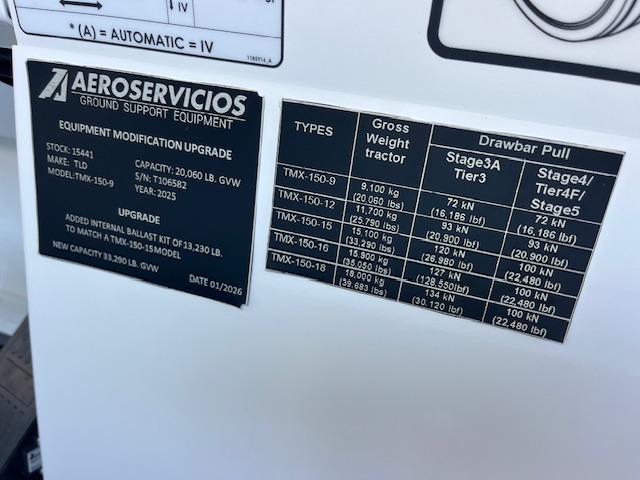 IV
* (A) = AUTOMATIC = IV
1185914_A
AEROSERVICIOS
GROUND SUPPORT EQUIPMENT
EQUIPMENT MODIFICATION UPGRADE
STOCK: 15441
MAKE: TLD
MODEL:TMX-150-9
CAPACITY: 20,060 LB. GVW
S/N: T106582
YEAR: 2025
UPGRADE
ADDED INTERNAL BALLAST KIT OF 13,230 LB.
TO MATCH A TMX-150-15 MODEL
NEW CAPACITY 33,290 LB. GVW
DATE 01/2026
TYPES Gross Weight tractor Drawbar Pull
Stage3A Tier3 Stage4/ Tier4F/ Stage5
TMX-150-9 9,100 kg (20,060 lbs) 72 kN (16,186 lbf) 72 kN (16,186 lbf)
TMX-150-12 11,700 kg (25,790 lbs) 93 kN (20,900 lbf) 93 kN (20,900 lbf)
TMX-150-15 15,100 kg (33,290 lbs) 120 kN (26,980 lbf) 100 kN (22,480 lbf)
TMX-150-16 15,900 kg (35,050 lbs) 127 kN (128,550lbf) 100 kN (22,480 lbf)
TMX-150-18 18,000 kg (39,683 lbs) 134 kN (30,120 lbf) 100 kN (22,480 lbf)